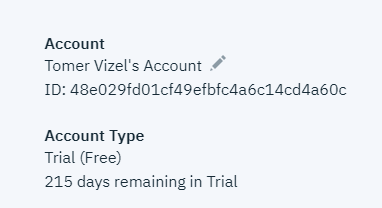 Account
Tomer Vizel's Account
ID: 48e029fd01cf49efbfc4a6c14cd4a60c
Account Type
Trial (Free)
215 days remaining in Trial